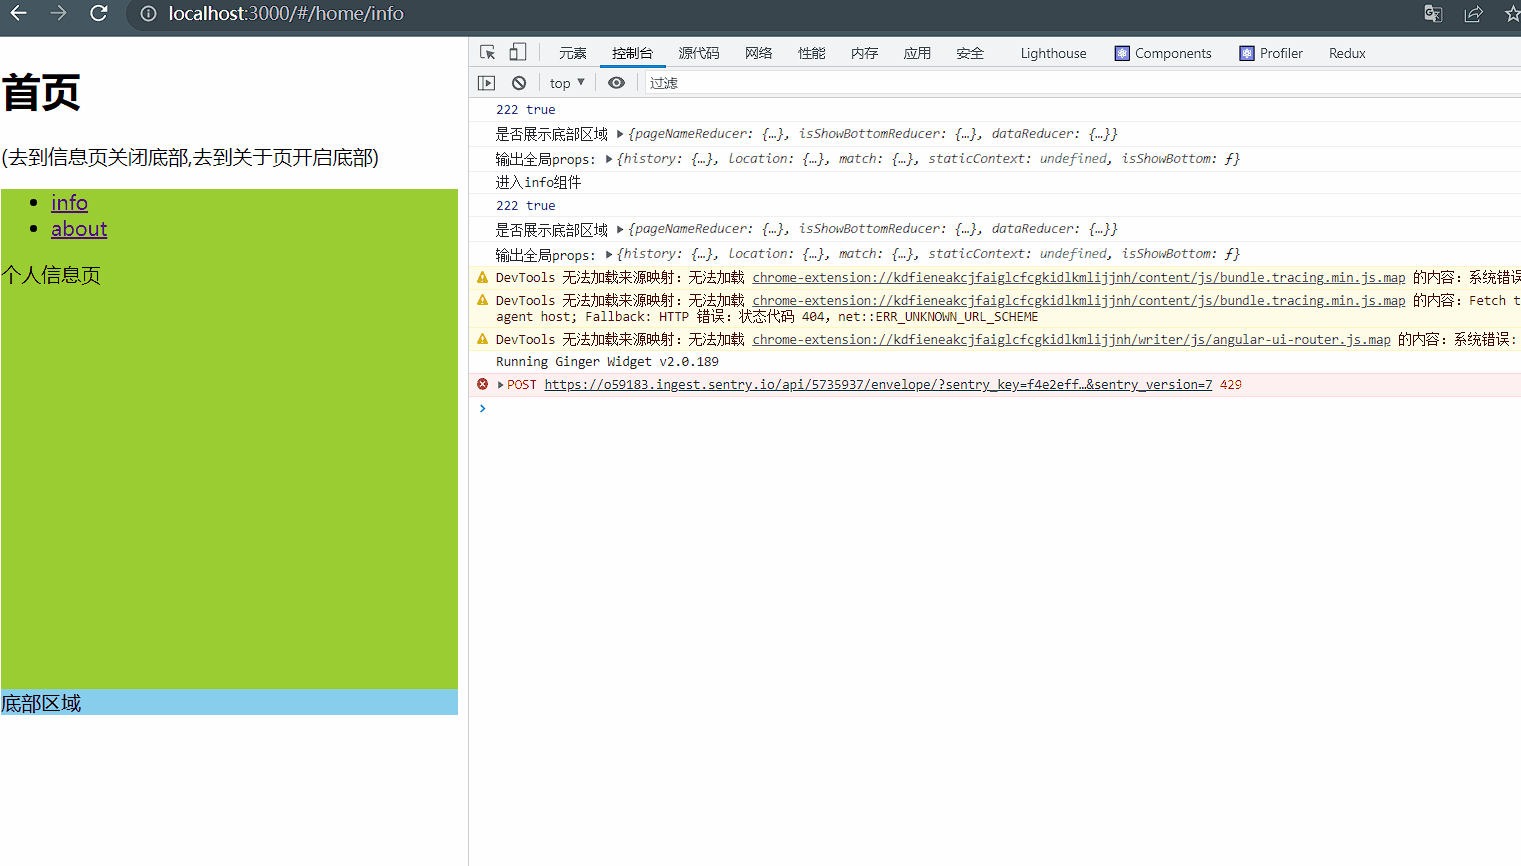 localhost:3000/#/home/info
首页
(去到信息页关闭底部,去到关于页开启底部)
info
about
个人信息页
底部区域
元素 控制台 源代码 网络 性能 内存 应用 安全 Lighthouse Components Profiler Redux
top 过滤
222 true
是否展示底部区域 {pageNameReducer: {…}, isShowBottomReducer: {…}, dataReducer: {…}}
输出全局props: {history: {…}, location: {…}, match: {…}, staticContext: undefined, isShowBottom: ƒ}
进入info组件
222 true
是否展示底部区域 {pageNameReducer: {…}, isShowBottomReducer: {…}, dataReducer: {…}}
输出全局props: {history: {…}, location: {…}, match: {…}, staticContext: undefined, isShowBottom: ƒ}
DevTools 无法加载来源映射: 无法加载 chrome-extension://kdfieneakcjfaiglcfcgkidlkmlijjnh/content/js/bundle.tracing.min.js.map 的内容: 系统错误
DevTools 无法加载来源映射: 无法加载 chrome-extension://kdfieneakcjfaiglcfcgkidlkmlijjnh/content/js/bundle.tracing.min.js.map 的内容: Fetch t
agent host; Fallback: HTTP 错误: 状态代码 404, net::ERR_UNKNOWN_URL_SCHEME
DevTools 无法加载来源映射: 无法加载 chrome-extension://kdfieneakcjfaiglcfcgkidlkmlijjnh/writer/js/angular-ui-router.js.map 的内容: 系统错误:
Running Ginger Widget v2.0.189
POST https://o59183.ingest.sentry.io/api/5735937/envelope/?sentry_key=f4e2eff…&sentry_version=7 429